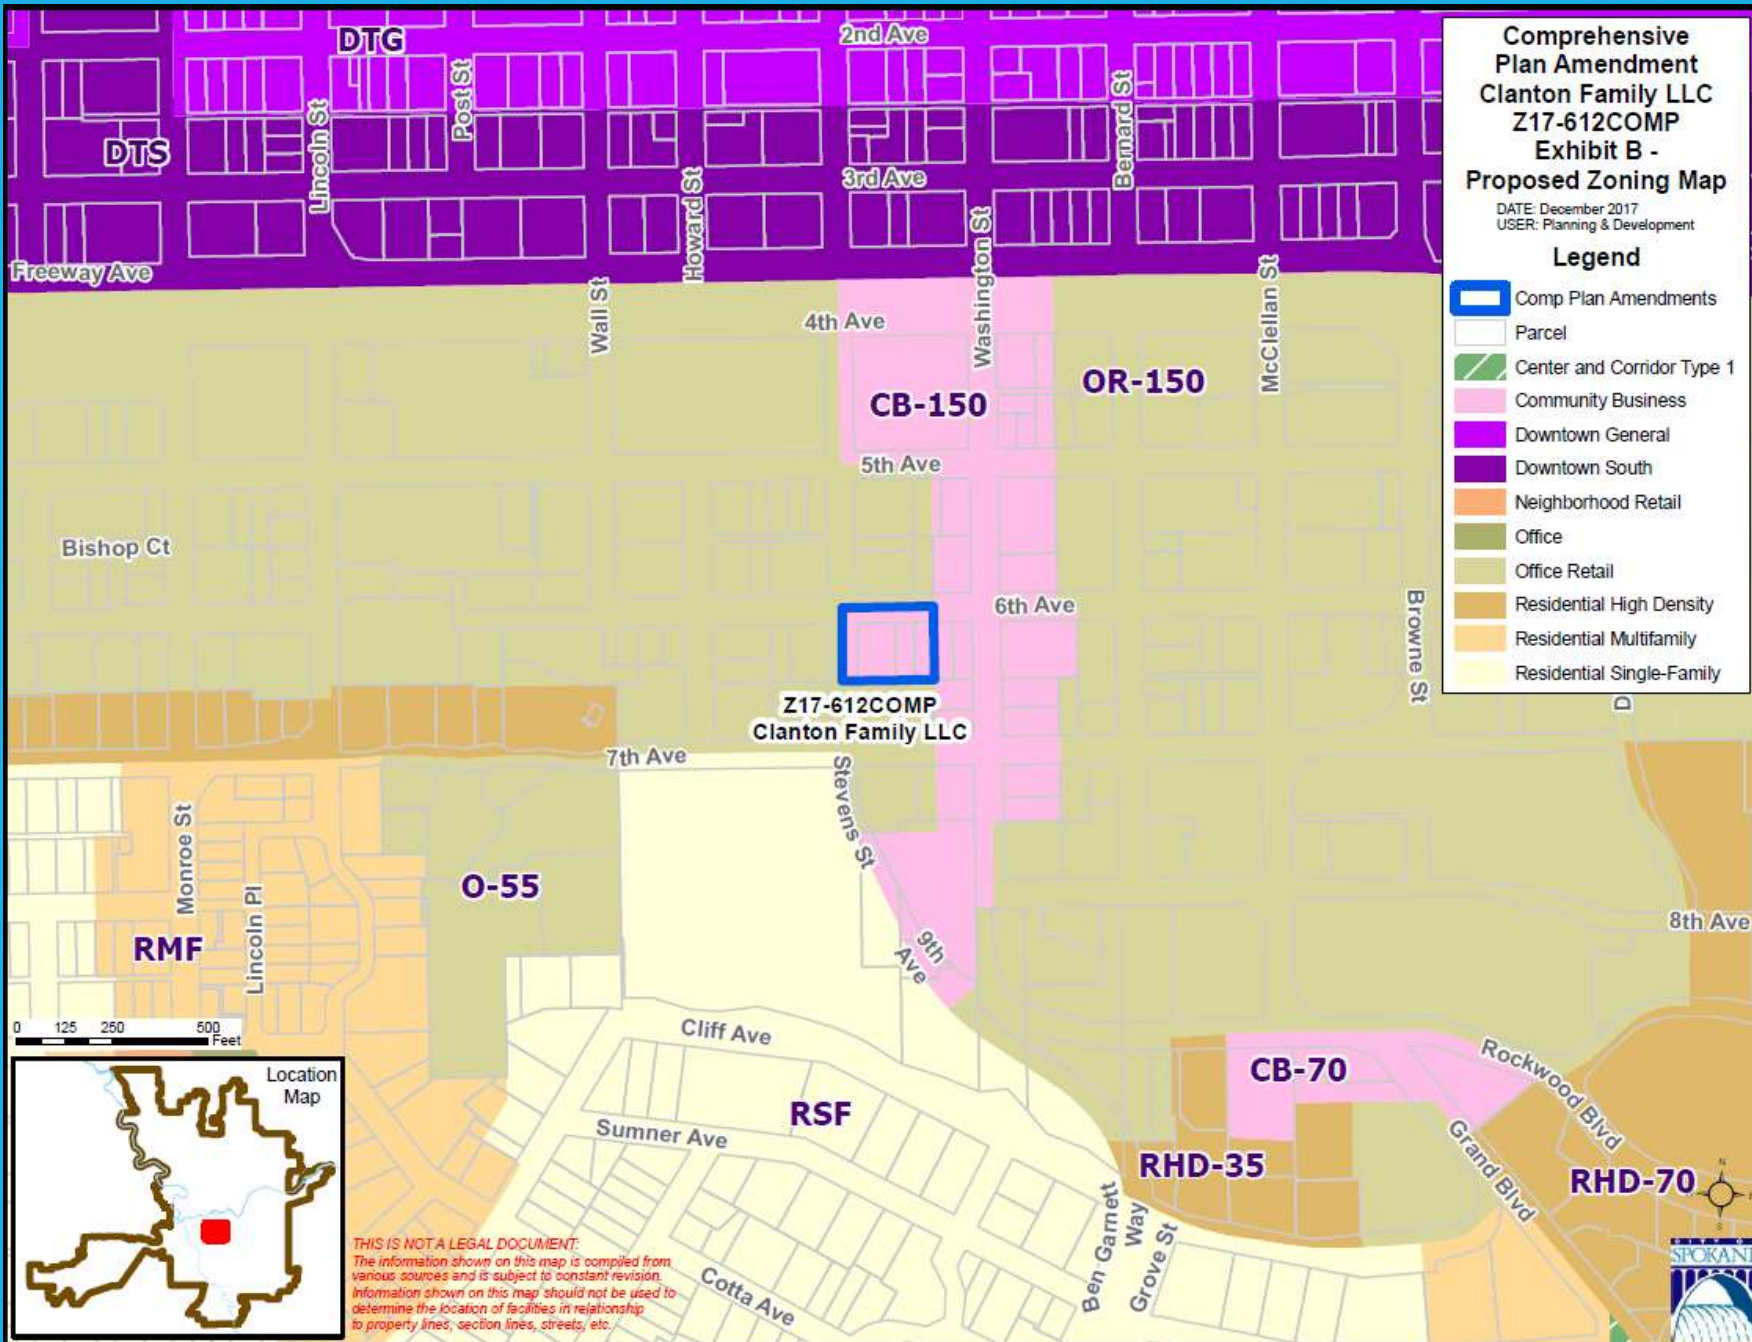 Comprehensive
Plan Amendment
Clanton Family LLC
Z17-612COMP
Exhibit B -
Proposed Zoning Map
DATE: December 2017
USER: Planning & Development
Legend
Comp Plan Amendments
Parcel
Center and Corridor Type 1
Community Business
Downtown General
Downtown South
Neighborhood Retail
Office
Office Retail
Residential High Density
Residential Multifamily
Residential Single-Family
DTG
2nd Ave
Post St
Bernard St
Lincoln St
DTS
3rd Ave
Howard St
Washington St
Freeway Ave
Wall St
McClellan St
4th Ave
OR-150
CB-150
5th Ave
Bishop Ct
6th Ave
Browne St
D
Z17-612COMP
Clanton Family LLC
7th Ave
Stevens St
Monroe St
O-55
Lincoln Pl
RMF
8th Ave
9th
Ave
0 125 250 500
Feet
Cliff Ave
Rockwood Blvd
CB-70
Location
Map
RSF
Sumner Ave
Grand Blvd
RHD-35
RHD-70
N
S
Ben Garnett
Way
Grove St
Cotta Ave
THIS IS NOT A LEGAL DOCUMENT:
The information shown on this map is compiled from
various sources and is subject to constant revision.
Information shown on this map should not be used to
determine the location of facilities in relationship
to property lines, section lines, streets, etc.
CITY O
SPOKANE